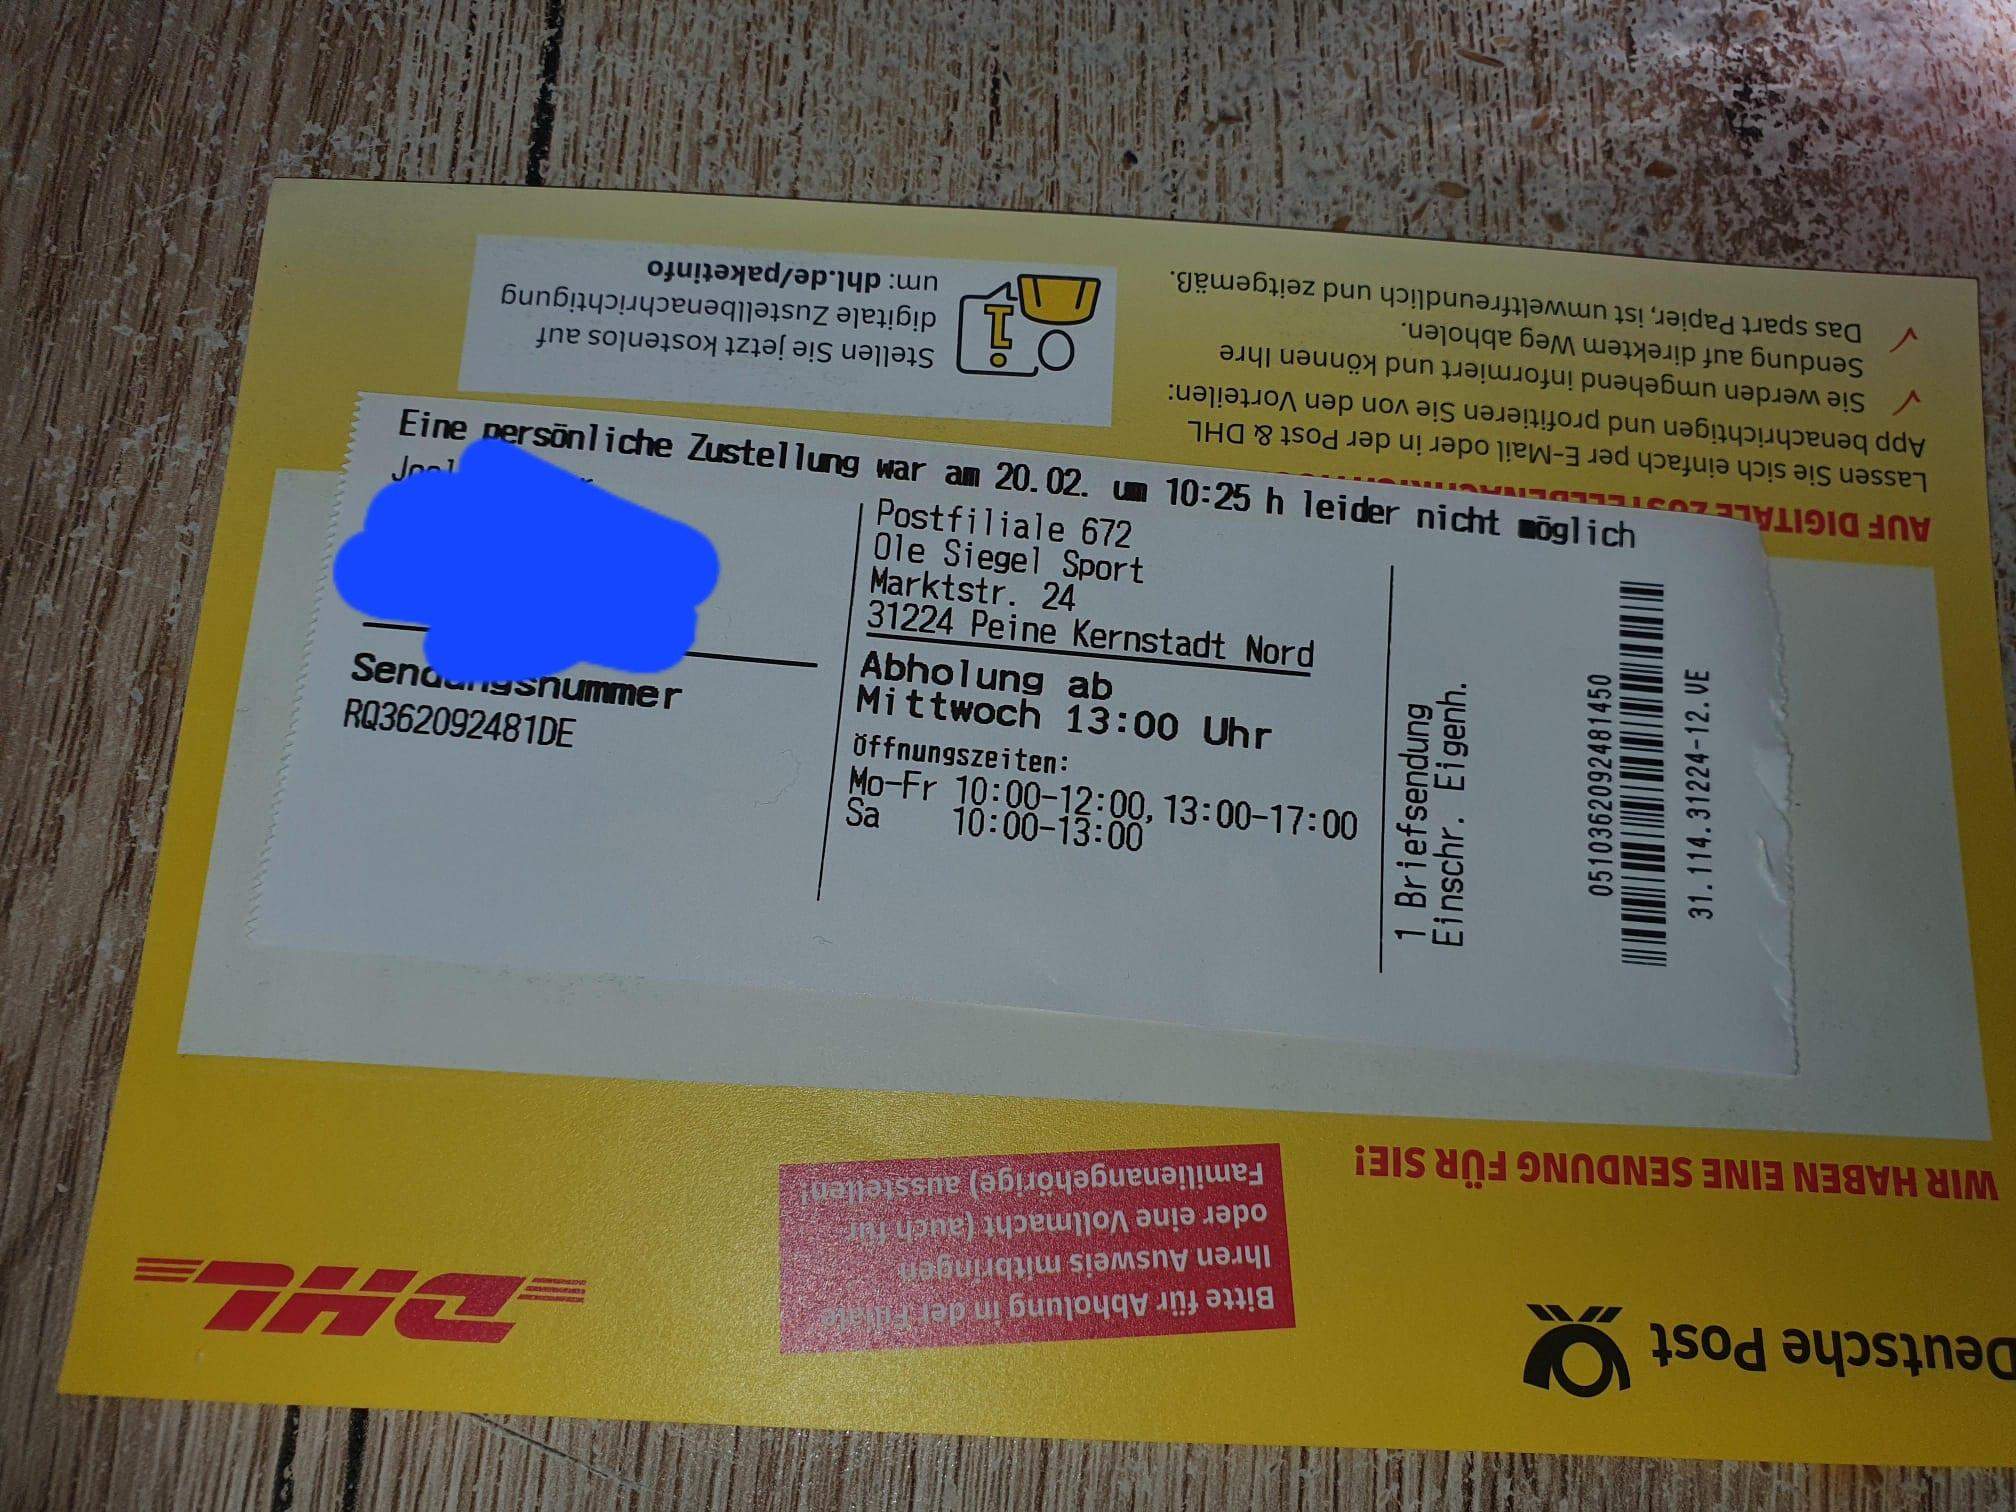 Eine persönliche Zustellung war am 20.02. um 10:25 h leider nicht möglich
Sendungsnummer
RQ362092481DE
Postfiliale 672
Ole Siegel Sport
Marktstr. 24
31224 Peine Kernstadt Nord
Abholung ab
Mittwoch 13:00 Uhr
Öffnungszeiten:
Mo-Fr 10:00-12:00, 13:00-17:00
Sa 10:00-13:00
1 Briefsendung
Einschr. Eigenh.
0510362092481450
31.114.31224-12.VE
Deutsche Post
DHL
Bitte für Abholung in der Filiale
Ihren Ausweis mitbringen
oder eine Vollmacht (auch für
Familienangehörige) ausstellen!
WIR HABEN EINE SENDUNG FÜR SIE!
AUF DIGITALE
Lassen Sie sich einfach per E-Mail oder in der Post & DHL
App benachrichtigen und profitieren Sie von den Vorteilen:
✓ Sie werden umgehend informiert und können Ihre
Sendung auf direktem Weg abholen.
✓ Das spart Papier, ist umweltfreundlich und zeitgemäß.
Stellen Sie jetzt kostenlos auf
digitale Zustellbenachrichtigung
um: dhl.de/paketinfo